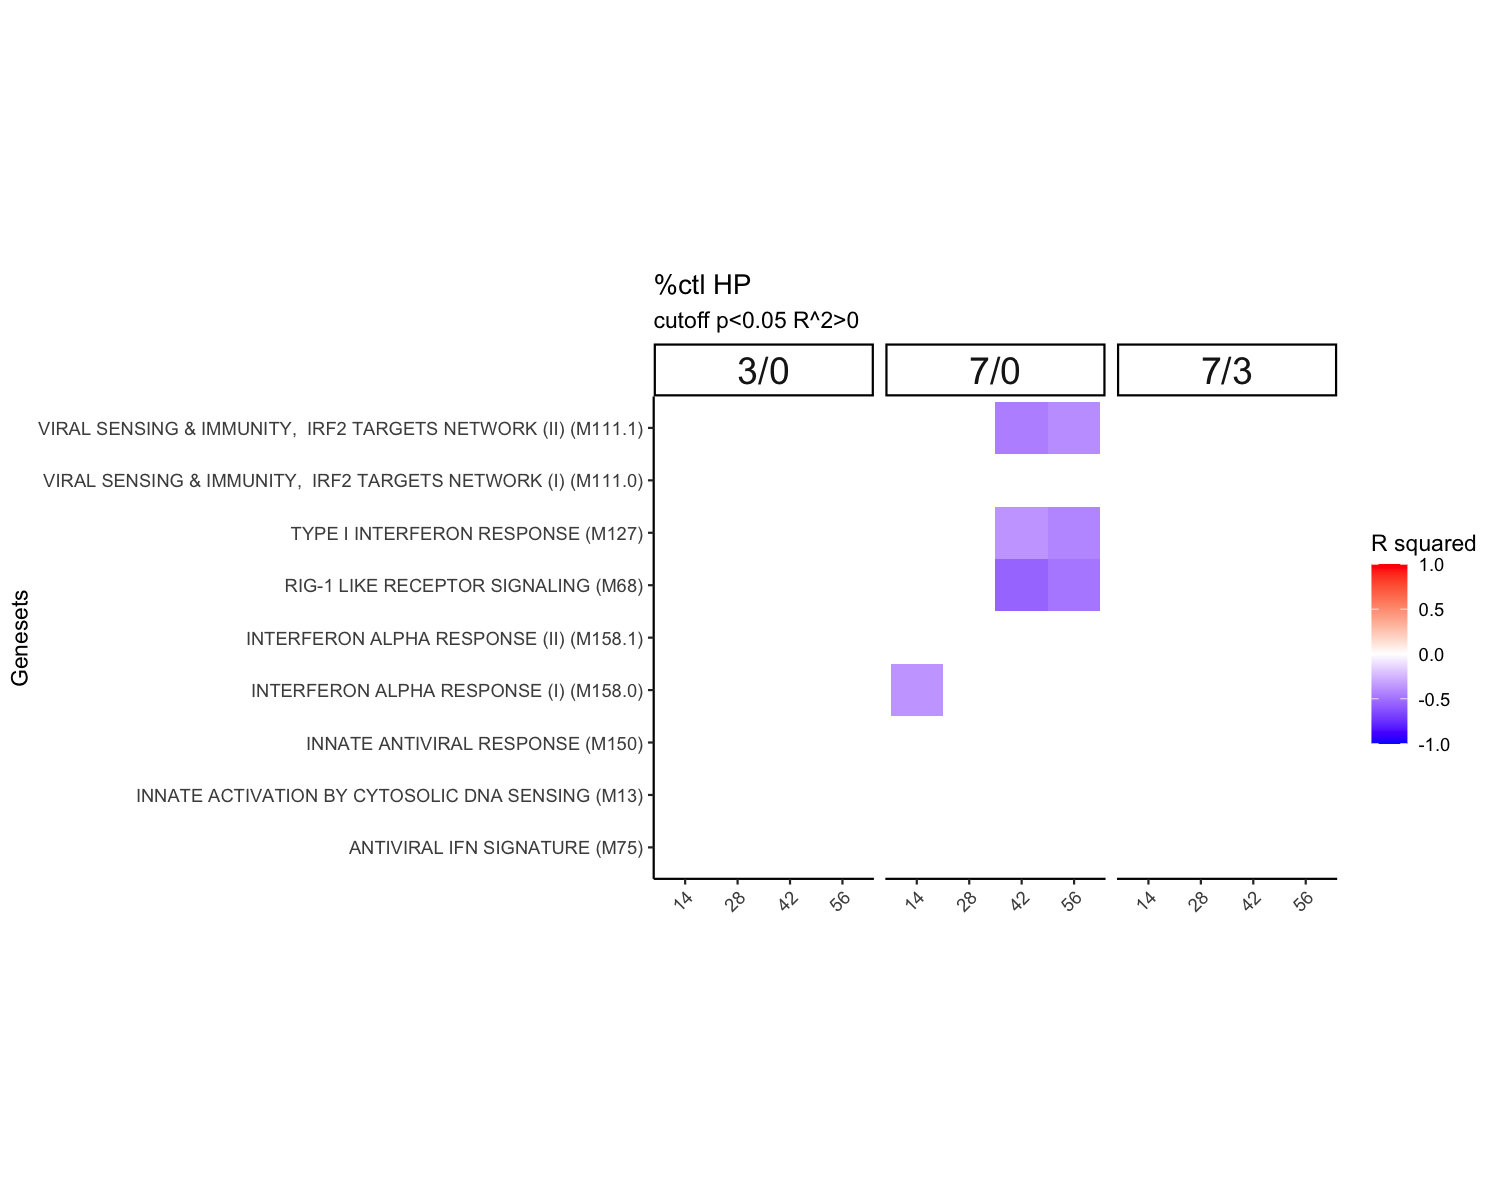 %ctl HP
cutoff p<0.05 R^2>0
3/0 7/0 7/3
VIRAL SENSING & IMMUNITY,  IRF2 TARGETS NETWORK (II) (M111.1)
VIRAL SENSING & IMMUNITY,  IRF2 TARGETS NETWORK (I) (M111.0)
TYPE I INTERFERON RESPONSE (M127)
RIG-1 LIKE RECEPTOR SIGNALING (M68)
INTERFERON ALPHA RESPONSE (II) (M158.1)
INTERFERON ALPHA RESPONSE (I) (M158.0)
INNATE ANTIVIRAL RESPONSE (M150)
INNATE ACTIVATION BY CYTOSOLIC DNA SENSING (M13)
ANTIVIRAL IFN SIGNATURE (M75)
Genesets
14 28 42 56 14 28 42 56 14 28 42 56
R squared
1.0
0.5
0.0
-0.5
-1.0